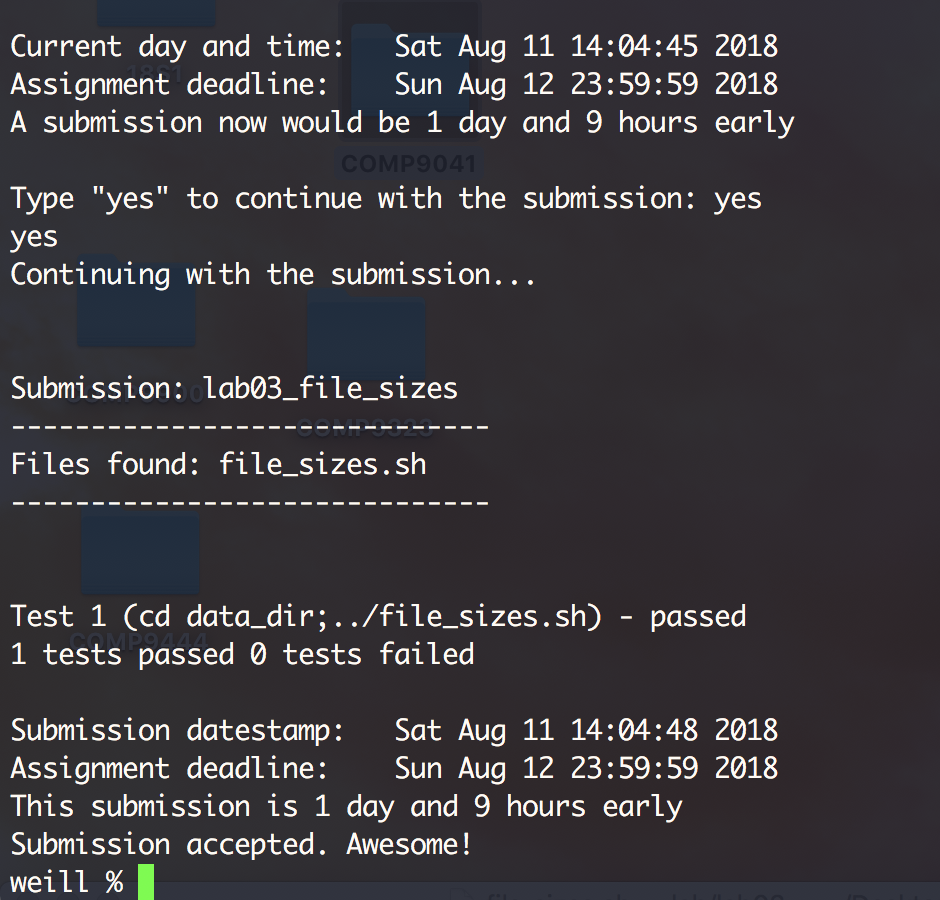 Current day and time:   Sat Aug 11 14:04:45 2018
Assignment deadline:    Sun Aug 12 23:59:59 2018
A submission now would be 1 day and 9 hours early
COMP9041
Type "yes" to continue with the submission: yes
yes
Continuing with the submission...
Submission: lab03_file_sizes
------------------------------
COMP9323
Files found: file_sizes.sh
------------------------------
Test 1 (cd data_dir;../file_sizes.sh) - passed
COMP9444
1 tests passed 0 tests failed
Submission datestamp:   Sat Aug 11 14:04:48 2018
Assignment deadline:    Sun Aug 12 23:59:59 2018
This submission is 1 day and 9 hours early
Submission accepted. Awesome!
weill %